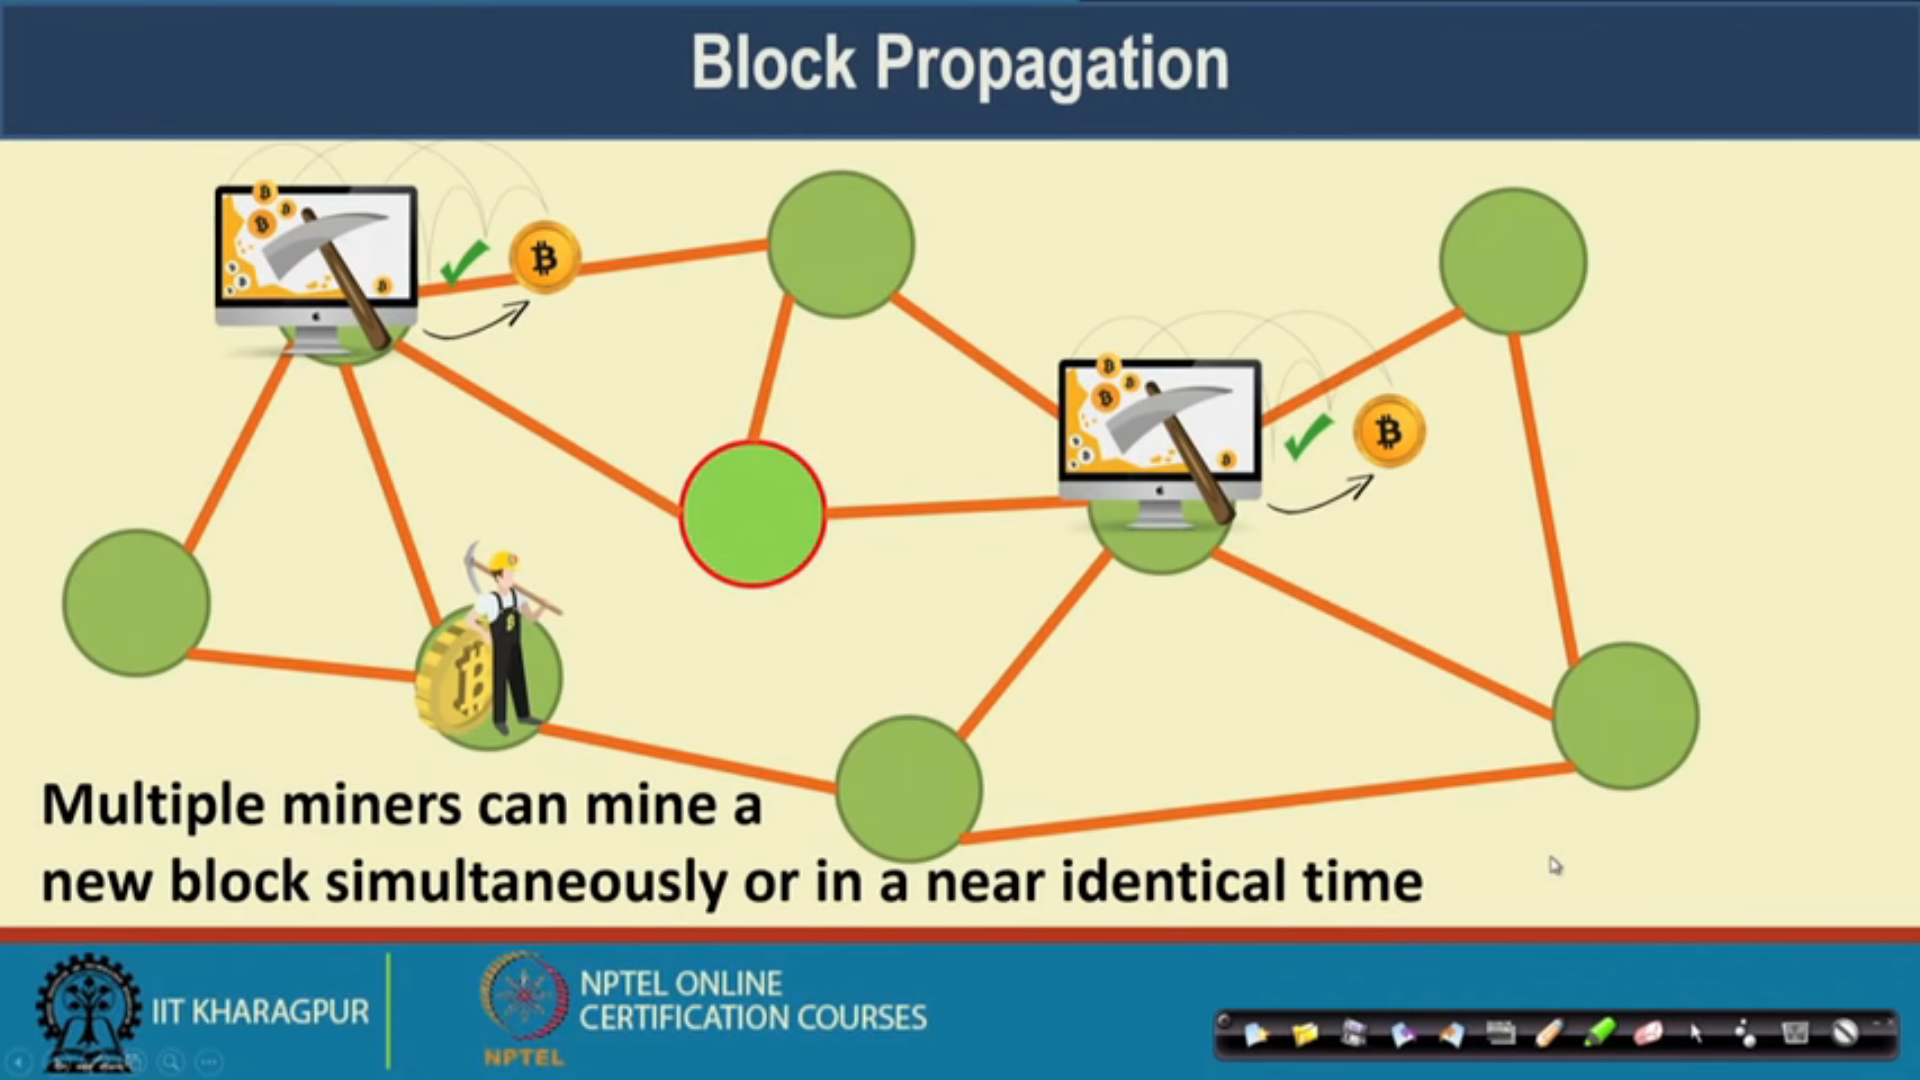 Block Propagation
Multiple miners can mine a
new block simultaneously or in a near identical time
IIT KHARAGPUR
NPTEL
NPTEL ONLINE
CERTIFICATION COURSES